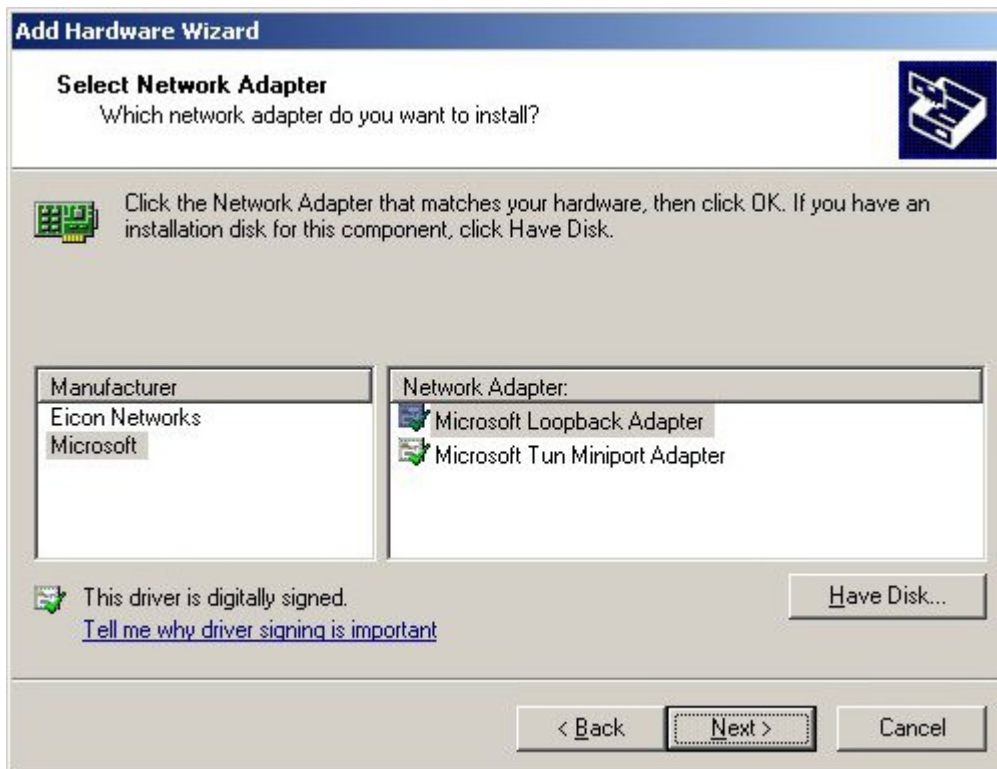 Add Hardware Wizard
Select Network Adapter
Which network adapter do you want to install?
Click the Network Adapter that matches your hardware, then click OK. If you have an
installation disk for this component, click Have Disk.
Manufacturer
Eicon Networks
Microsoft
Network Adapter:
Microsoft Loopback Adapter
Microsoft Tun Miniport Adapter
This driver is digitally signed.
Tell me why driver signing is important
Have Disk...
< Back
Next >
Cancel